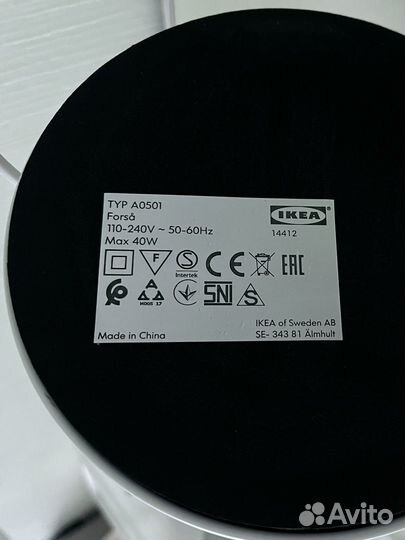 TYP A0501
Forså
110-240V ~ 50-60Hz
Max 40W
IKEA
14412
F
S
Intertek
CE
EAC
A
M005 17
SNI
S
Made in China
IKEA of Sweden AB
SE- 343 81 Älmhult
Avito